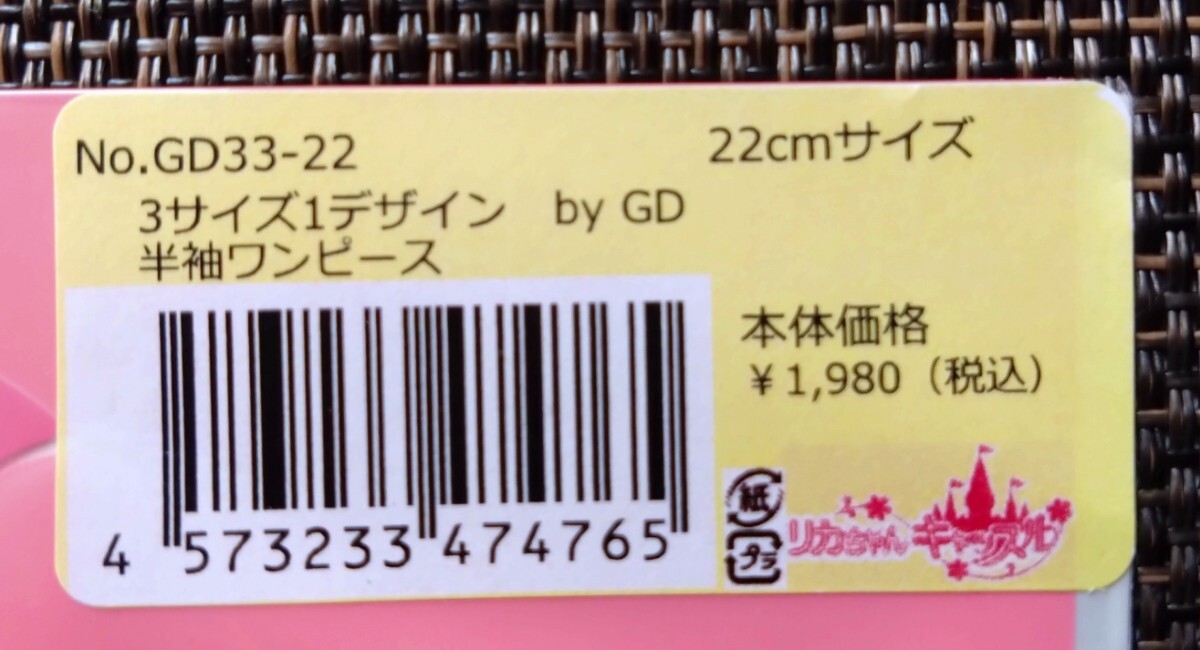 No.GD33-22
22cmサイズ
3サイズ1デザイン by GD
半袖ワンピース
本体価格
¥1,980（税込）
4 573233 474765
紙
プラ
リカちゃん キャッスル